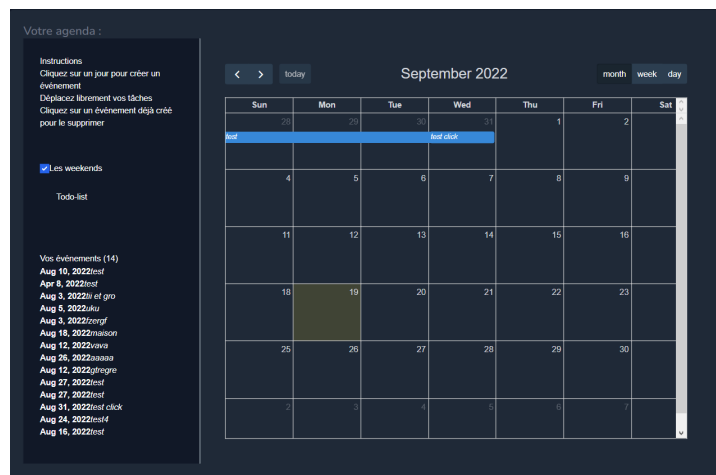 Votre agenda :
Instructions
Cliquez sur un jour pour créer un
événement
Déplacez librement vos tâches
Cliquez sur un événement déjà créé
pour le supprimer
Les weekends
Todo-list
Vos événements (14)
Aug 10, 2022test
Apr 8, 2022test
Aug 3, 2022tii et gro
Aug 5, 2022uku
Aug 3, 2022fzergf
Aug 18, 2022maison
Aug 12, 2022vava
Aug 26, 2022aaaaa
Aug 12, 2022gtregre
Aug 27, 2022test
Aug 27, 2022test
Aug 31, 2022test click
Aug 24, 2022test4
Aug 16, 2022test
today September 2022 month week day
Sun Mon Tue Wed Thu Fri Sat
28 29 30 31 1 2
test test click
4 5 6 7 8 9
11 12 13 14 15 16
18 19 20 21 22 23
25 26 27 28 29 30
2 3 4 5 6 7